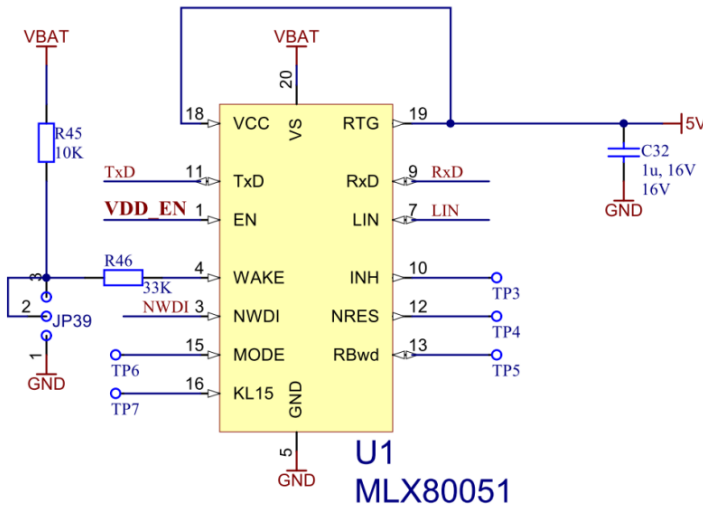 VBAT
VBAT
20
18
VCC
VS
RTG
19
5V
R45
10K
C32
1u, 16V
16V
GND
TxD
11
TxD
RxD
9
RxD
VDD_EN
1
EN
LIN
7
LIN
R46
33K
4
WAKE
INH
10
TP3
3
2
JP39
1
GND
NWDI
3
NWDI
NRES
12
TP4
TP6
15
MODE
RBwd
13
TP5
TP7
16
KL15
GND
5
GND
U1
MLX80051